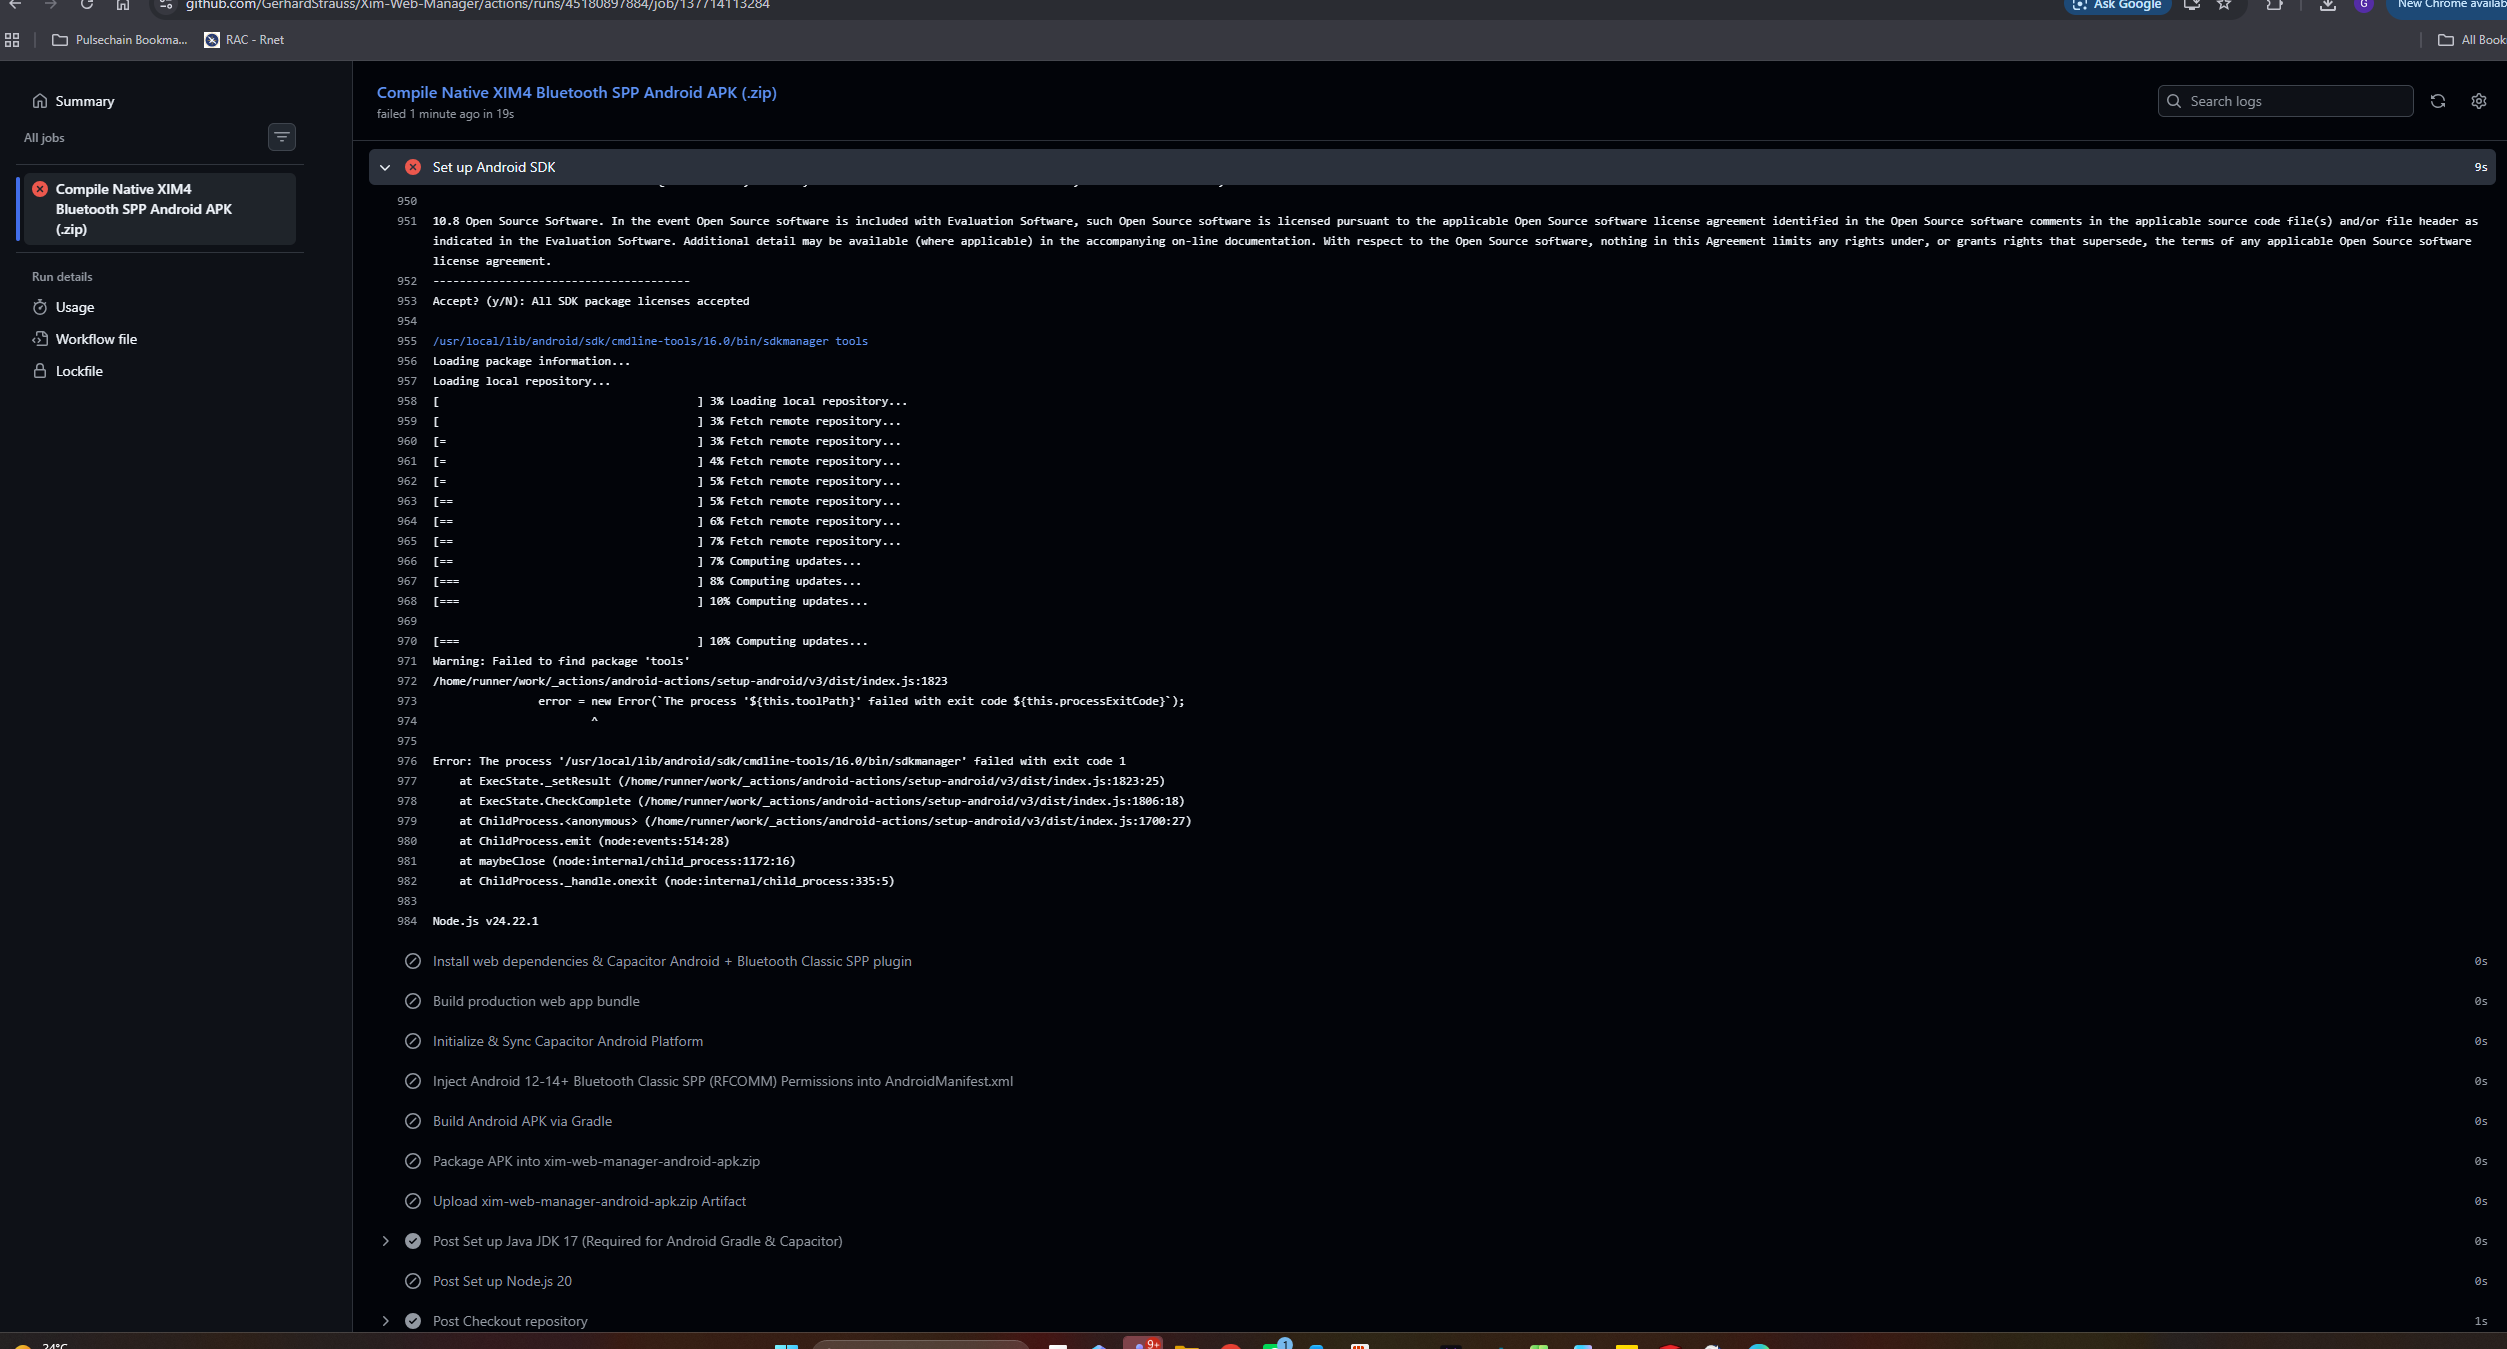 github.com/GerhardStrauss/Xim-Web-Manager/actions/runs/45180897884/job/137714113284
Ask Google
G
New Chrome availab
Pulsechain Bookma...
RAC - Rnet
All Book
Summary
All jobs
Compile Native XIM4
Bluetooth SPP Android APK
(.zip)
Run details
Usage
Workflow file
Lockfile
Compile Native XIM4 Bluetooth SPP Android APK (.zip)
failed 1 minute ago in 19s
Search logs
Set up Android SDK
9s
950
951 10.8 Open Source Software. In the event Open Source software is included with Evaluation Software, such Open Source software is licensed pursuant to the applicable Open Source software license agreement identified in the Open Source software comments in the applicable source code file(s) and/or file header as
indicated in the Evaluation Software. Additional detail may be available (where applicable) in the accompanying on-line documentation. With respect to the Open Source software, nothing in this Agreement limits any rights under, or grants rights that supersede, the terms of any applicable Open Source software
license agreement.
952 ---------------------------------------
953 Accept? (y/N): All SDK package licenses accepted
954
955 /usr/local/lib/android/sdk/cmdline-tools/16.0/bin/sdkmanager tools
956 Loading package information...
957 Loading local repository...
958 [                                       ] 3% Loading local repository...
959 [                                       ] 3% Fetch remote repository...
960 [=                                      ] 3% Fetch remote repository...
961 [=                                      ] 4% Fetch remote repository...
962 [=                                      ] 5% Fetch remote repository...
963 [==                                     ] 5% Fetch remote repository...
964 [==                                     ] 6% Fetch remote repository...
965 [==                                     ] 7% Fetch remote repository...
966 [==                                     ] 7% Computing updates...
967 [===                                    ] 8% Computing updates...
968 [===                                    ] 10% Computing updates...
969
970 [===                                    ] 10% Computing updates...
971 Warning: Failed to find package 'tools'
972 /home/runner/work/_actions/android-actions/setup-android/v3/dist/index.js:1823
973                 error = new Error(`The process '${this.toolPath}' failed with exit code ${this.processExitCode}`);
974                         ^
975
976 Error: The process '/usr/local/lib/android/sdk/cmdline-tools/16.0/bin/sdkmanager' failed with exit code 1
977     at ExecState._setResult (/home/runner/work/_actions/android-actions/setup-android/v3/dist/index.js:1823:25)
978     at ExecState.CheckComplete (/home/runner/work/_actions/android-actions/setup-android/v3/dist/index.js:1806:18)
979     at ChildProcess.<anonymous> (/home/runner/work/_actions/android-actions/setup-android/v3/dist/index.js:1700:27)
980     at ChildProcess.emit (node:events:514:28)
981     at maybeClose (node:internal/child_process:1172:16)
982     at ChildProcess._handle.onexit (node:internal/child_process:335:5)
983
984 Node.js v24.22.1
Install web dependencies & Capacitor Android + Bluetooth Classic SPP plugin 0s
Build production web app bundle 0s
Initialize & Sync Capacitor Android Platform 0s
Inject Android 12-14+ Bluetooth Classic SPP (RFCOMM) Permissions into AndroidManifest.xml 0s
Build Android APK via Gradle 0s
Package APK into xim-web-manager-android-apk.zip 0s
Upload xim-web-manager-android-apk.zip Artifact 0s
Post Set up Java JDK 17 (Required for Android Gradle & Capacitor) 0s
Post Set up Node.js 20 0s
Post Checkout repository 1s
24°C
9+
1